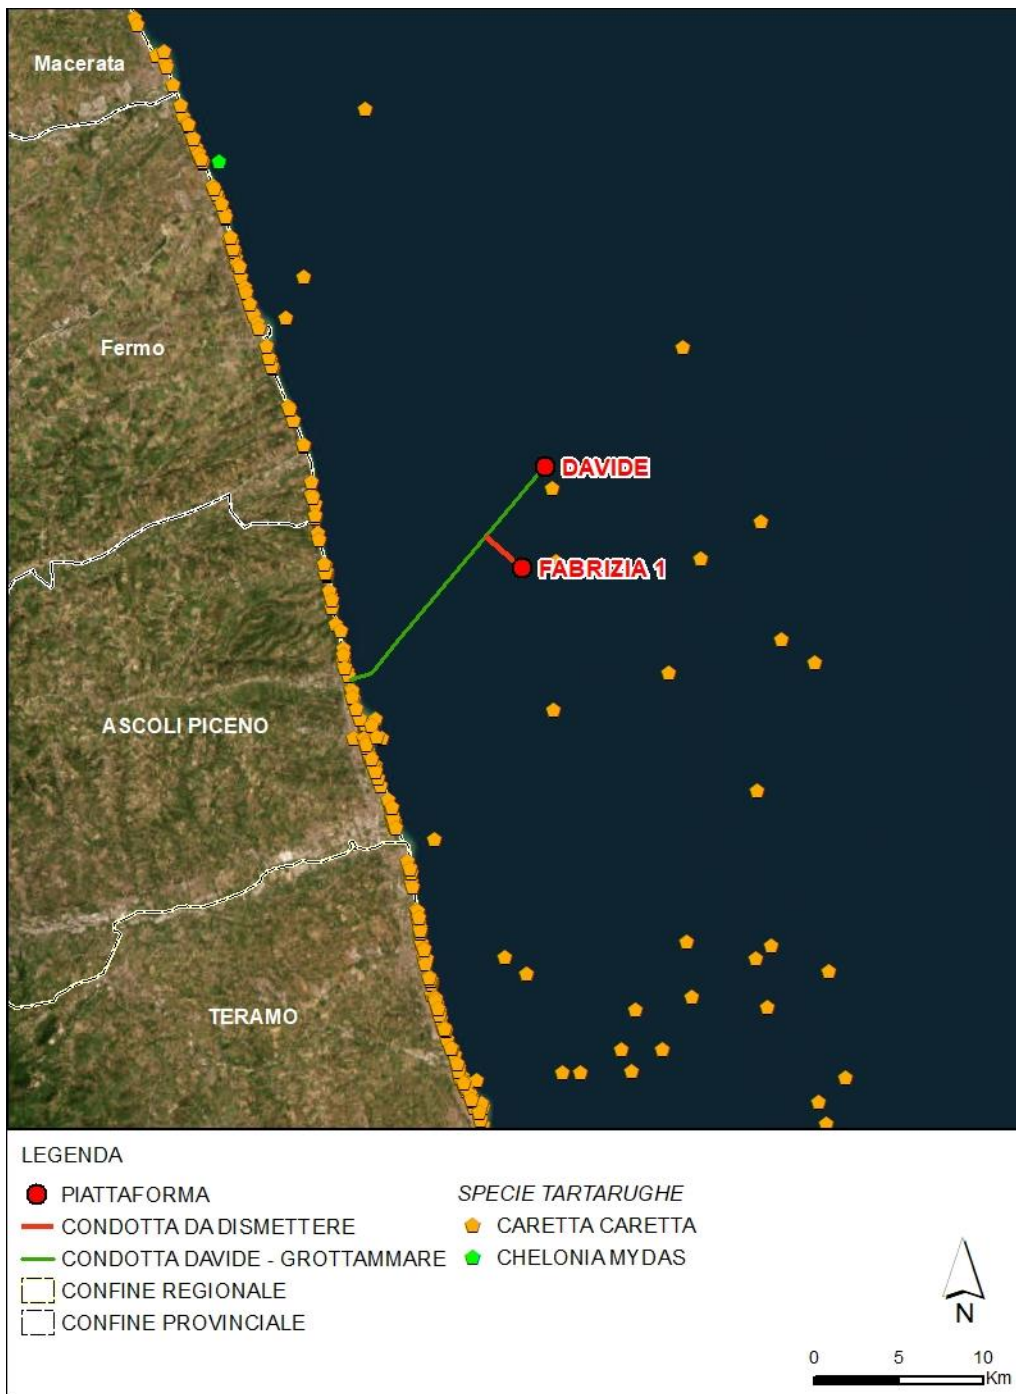 Macerata
Fermo
DAVIDE
FABRIZIA 1
ASCOLI PICENO
TERAMO
LEGENDA
PIATTAFORMA
CONDOTTA DA DISMETTERE
CONDOTTA DAVIDE - GROTTAMMARE
CONFINE REGIONALE
CONFINE PROVINCIALE
SPECIE TARTARUGHE
CARETTA CARETTA
CHELONIA MYDAS
N
0 5 10
Km